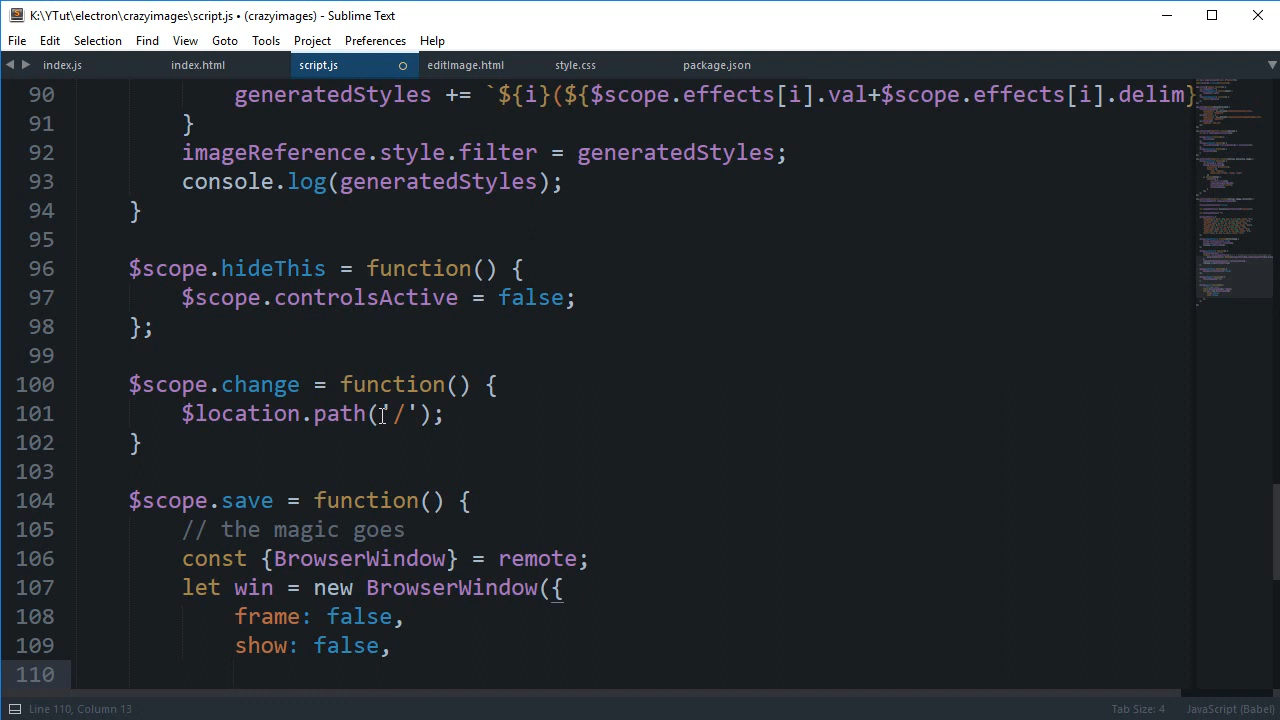 K:\YTut\electron\crazyimages\script.js • (crazyimages) - Sublime Text
File Edit Selection Find View Goto Tools Project Preferences Help
index.js index.html script.js editImage.html style.css package.json
90 generatedStyles += `${i}(${$scope.effects[i].val+$scope.effects[i].delim}
91 }
92 imageReference.style.filter = generatedStyles;
93 console.log(generatedStyles);
94 }
95
96 $scope.hideThis = function() {
97 $scope.controlsActive = false;
98 };
99
100 $scope.change = function() {
101 $location.path('/');
102 }
103
104 $scope.save = function() {
105 // the magic goes
106 const {BrowserWindow} = remote;
107 let win = new BrowserWindow({
108 frame: false,
109 show: false,
110
Line 110, Column 13 Tab Size: 4 JavaScript (Babel)